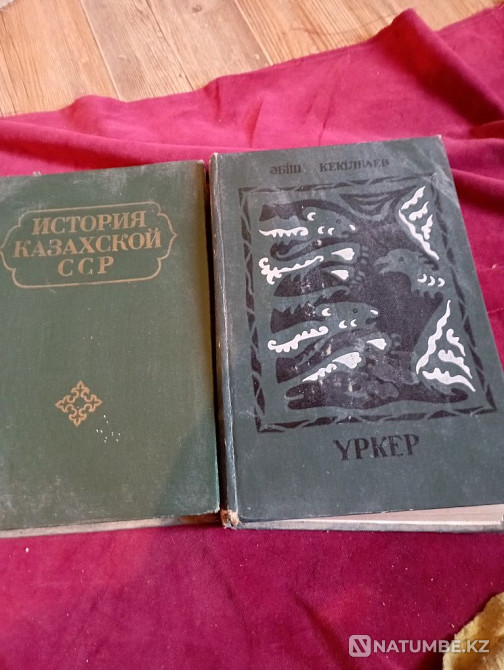 ИСТОРИЯ
КАЗАХСКОЙ
ССР
ӘБІШ КЕКІЛБАЕВ
ҮРКЕР
NATUMBE.KZ